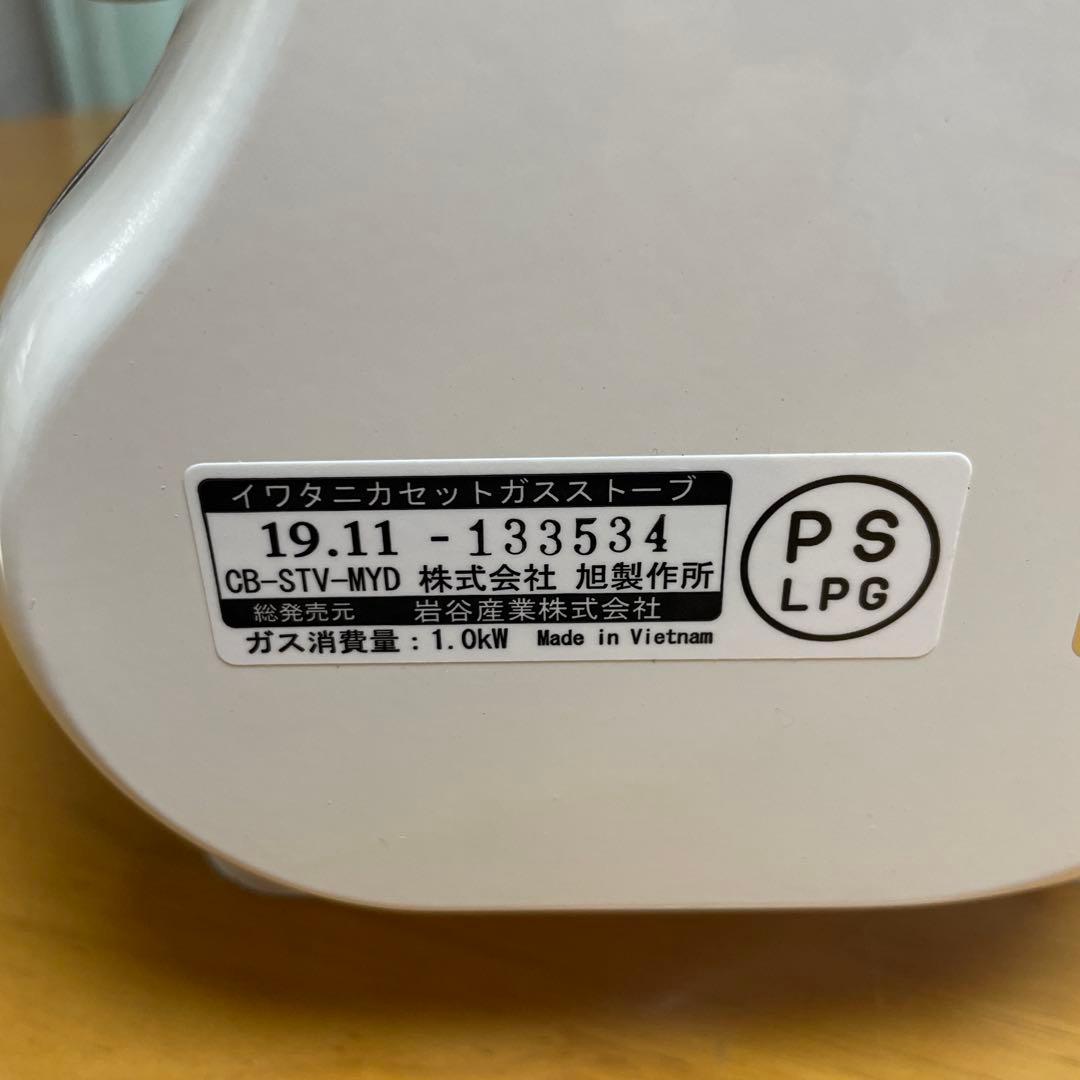 イワタニカセットガスストーブ
19.11 - 133534
CB-STV-MYD 株式会社 旭製作所
総発売元 岩谷産業株式会社
ガス消費量：1.0kW Made in Vietnam
PS
LPG